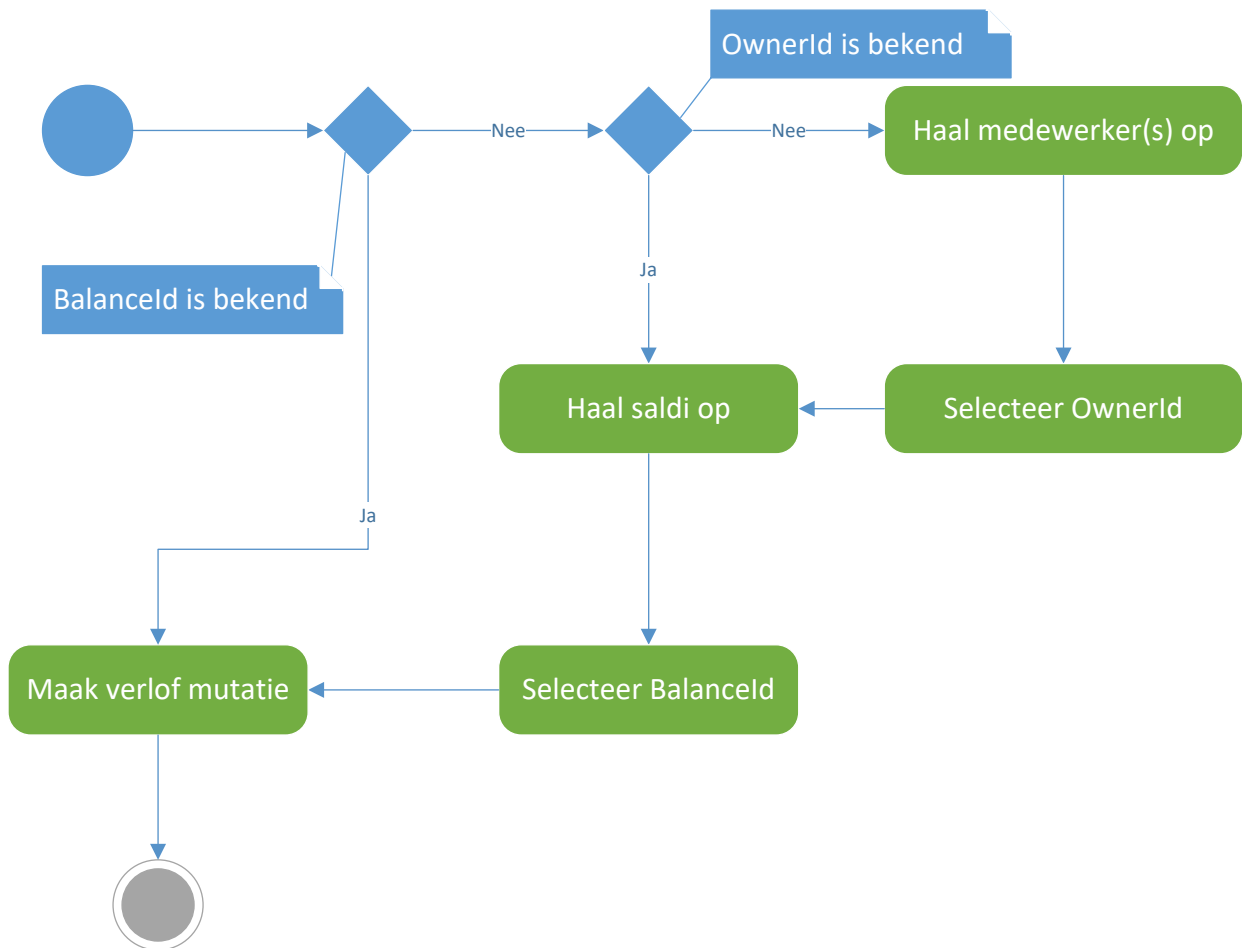 OwnerId is bekend
Nee
Nee
Haal medewerker(s) op
Ja
BalanceId is bekend
Haal saldi op
Selecteer OwnerId
Ja
Maak verlof mutatie
Selecteer BalanceId